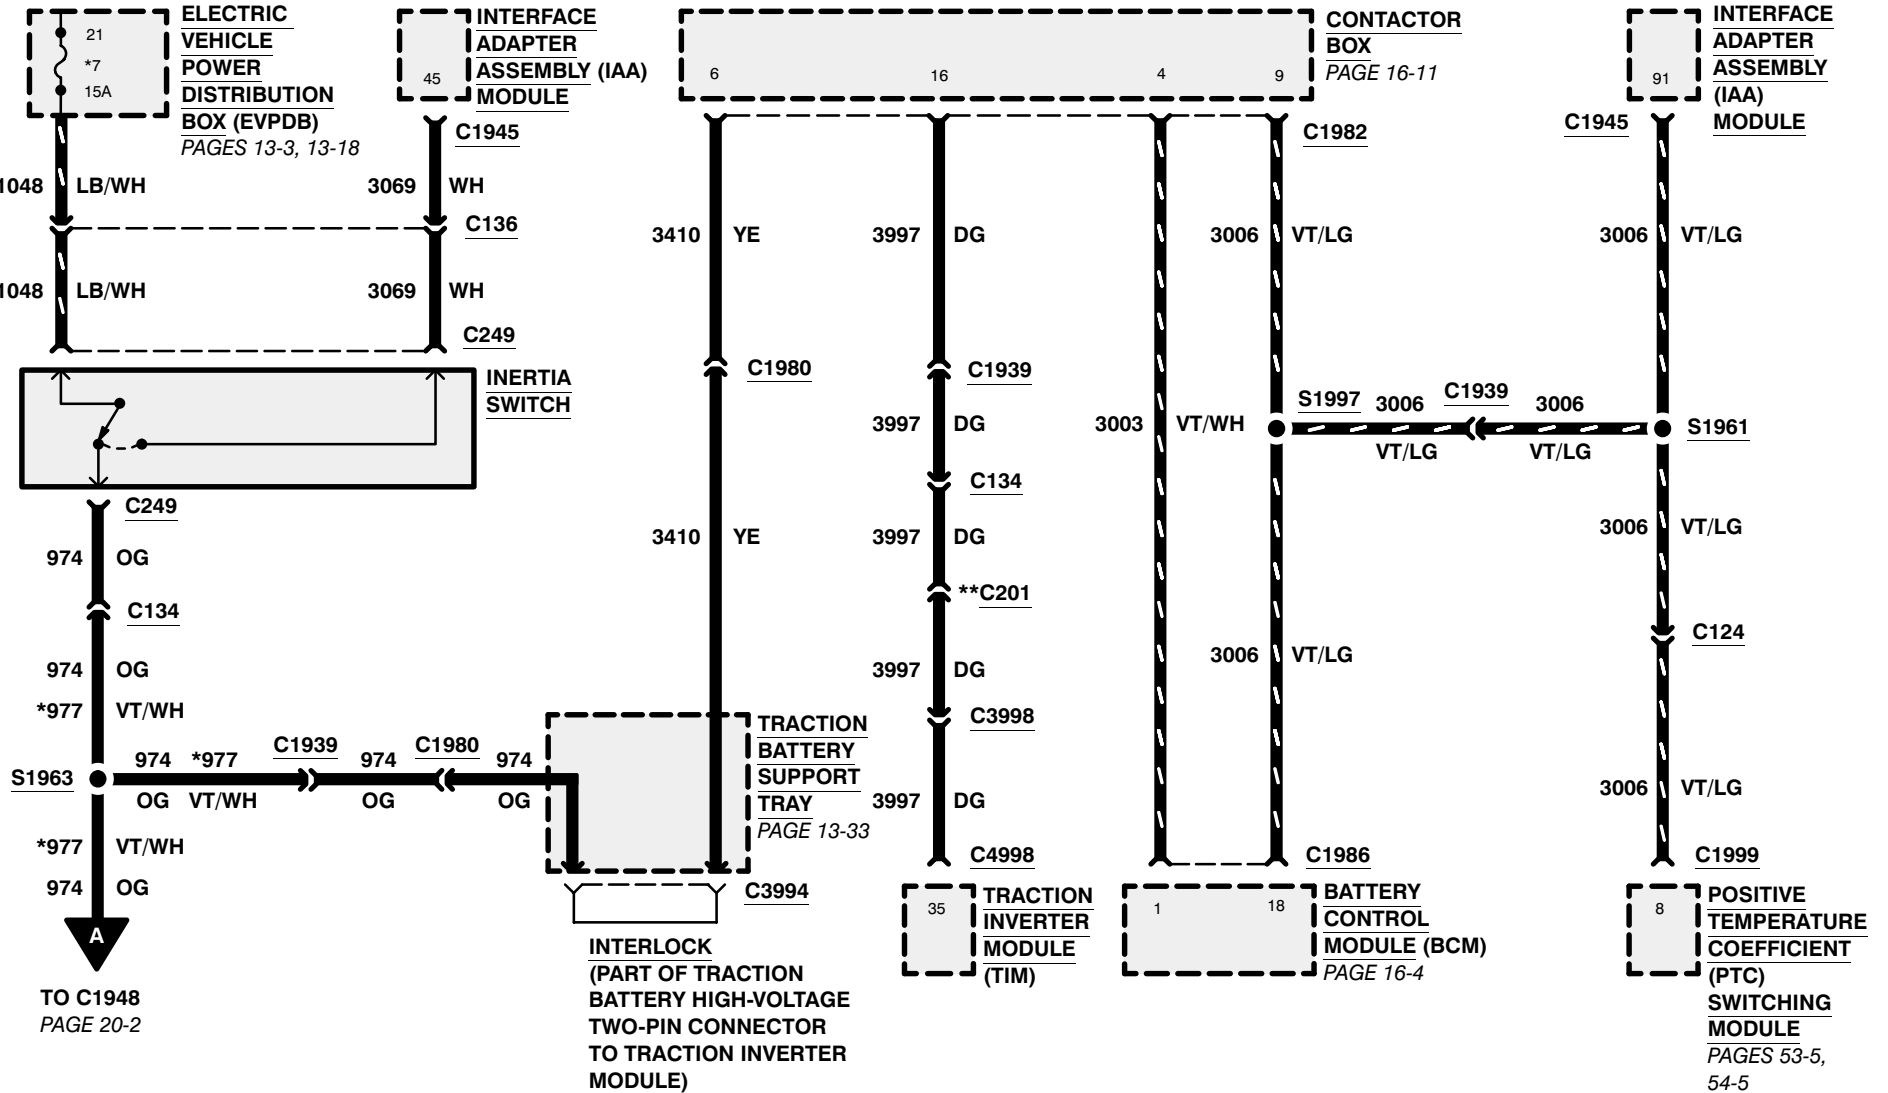 ELECTRIC
VEHICLE
POWER
DISTRIBUTION
BOX (EVPDB)
PAGES 13-3, 13-18
21
*7
15A
INTERFACE
ADAPTER
ASSEMBLY (IAA)
MODULE
45
C1945
CONTACTOR
BOX
PAGE 16-11
6
16
4
9
C1982
INTERFACE
ADAPTER
ASSEMBLY
(IAA)
MODULE
91
C1945
1048 LB/WH
3069 WH
C136
1048 LB/WH
3069 WH
C249
INERTIA
SWITCH
C249
974 OG
C134
974 OG
*977 VT/WH
S1963
974 *977
OG VT/WH
C1939
974
OG
C1980
974
OG
*977 VT/WH
974 OG
A
TO C1948
PAGE 20-2
3410 YE
C1980
3410 YE
TRACTION
BATTERY
SUPPORT
TRAY
PAGE 13-33
C3994
INTERLOCK
(PART OF TRACTION
BATTERY HIGH-VOLTAGE
TWO-PIN CONNECTOR
TO TRACTION INVERTER
MODULE)
3997 DG
C1939
3997 DG
C134
3997 DG
**C201
3997 DG
C3998
3997 DG
C4998
35
TRACTION
INVERTER
MODULE
(TIM)
3003 VT/WH
3006 VT/LG
S1997
3006
VT/LG
C1939
3006
VT/LG
S1961
3006 VT/LG
C1986
1
18
BATTERY
CONTROL
MODULE (BCM)
PAGE 16-4
3006 VT/LG
3006 VT/LG
C124
3006 VT/LG
C1999
8
POSITIVE
TEMPERATURE
COEFFICIENT
(PTC)
SWITCHING
MODULE
PAGES 53-5,
54-5